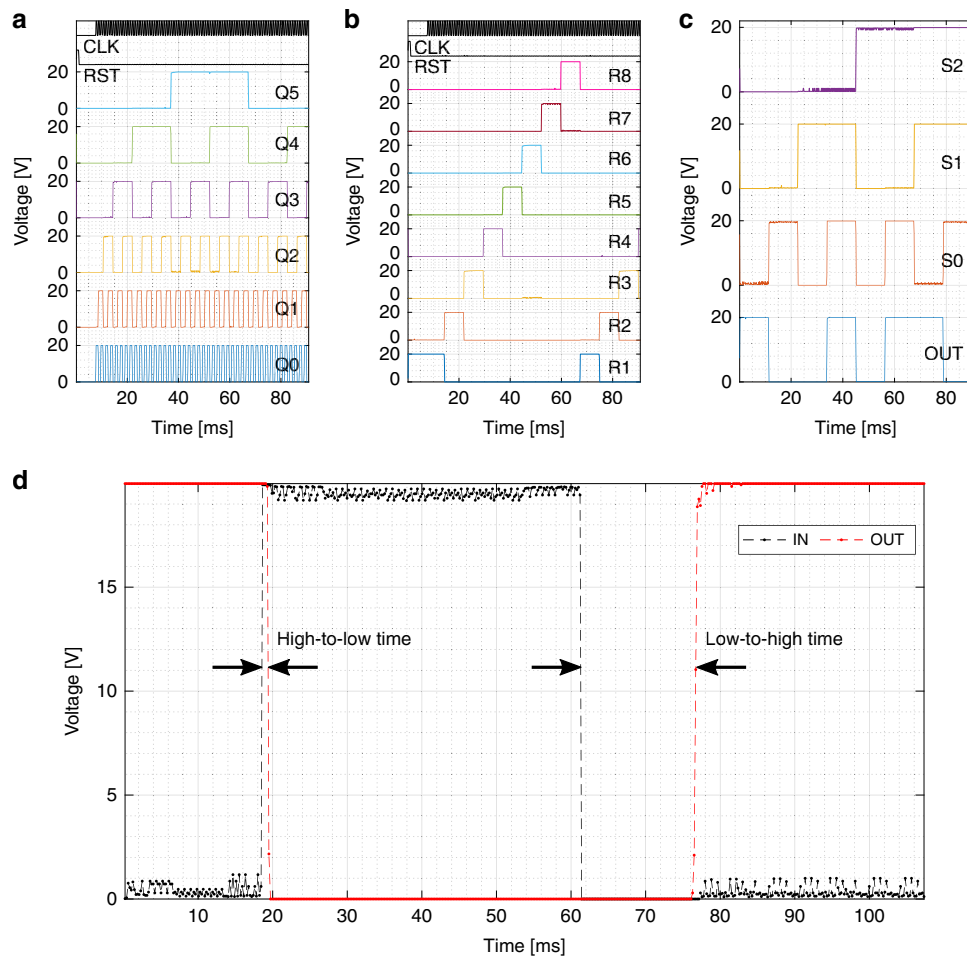 a
CLK
RST
20
0
Q5
20
0
Q4
20
0
Q3
20
0
Q2
20
0
Q1
20
0
Q0
20 40 60 80
Time [ms]
Voltage [V]
b
CLK
RST
20
0
R8
20
0
R7
20
0
R6
20
0
R5
20
0
R4
20
0
R3
20
0
R2
20
0
R1
20 40 60 80
Time [ms]
Voltage [V]
c
20
0
S2
20
0
S1
20
0
S0
20
0
OUT
20 40 60 80
Time [ms]
Voltage [V]
d
IN OUT
High-to-low time
Low-to-high time
15
10
5
0
10 20 30 40 50 60 70 80 90 100
Time [ms]
Voltage [V]